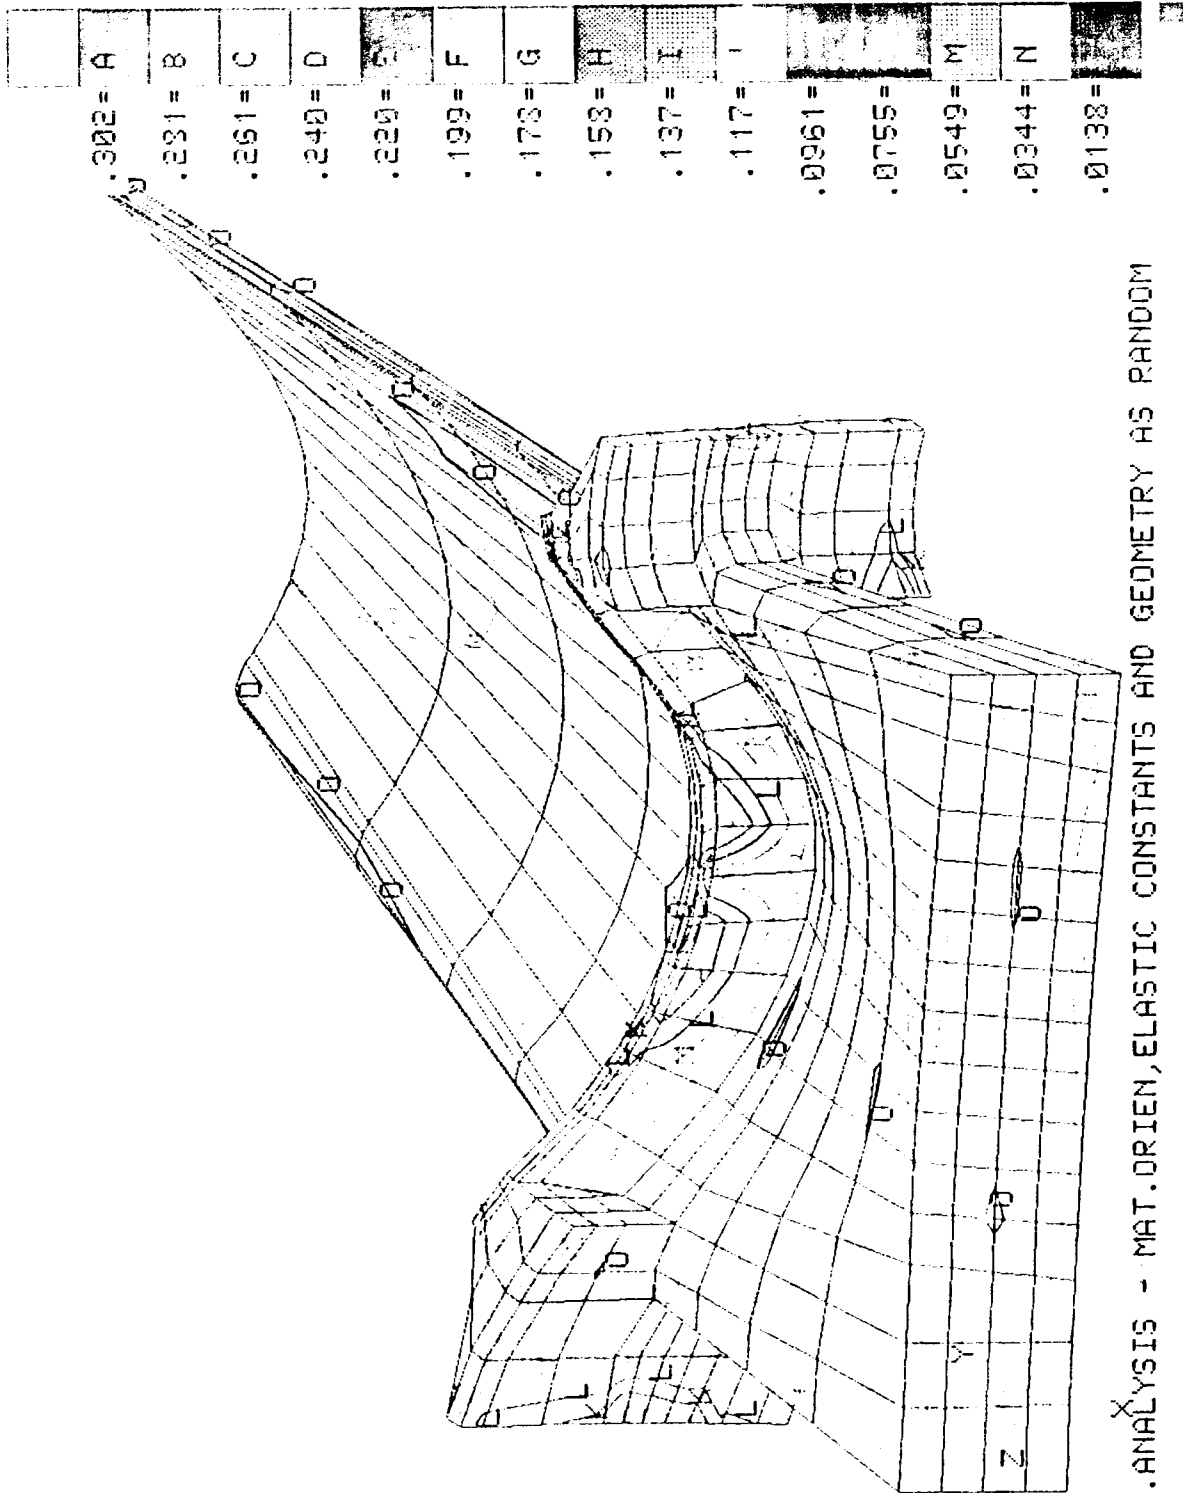 .302= A
.281= B
.261= C
.240= D
.220= E
.199= F
.178= G
.158= H
.137= I
.117=
.0961=
.0755=
.0549= M
.0344= N
.0138=
O
O
O
O
O
O
O
O
L
L
L
L
L
L
L
O
O
O
O
O
O
O
X
Y
Z
.ANALYSIS - MAT.ORIEN,ELASTIC CONSTANTS AND GEOMETRY AS RANDOM